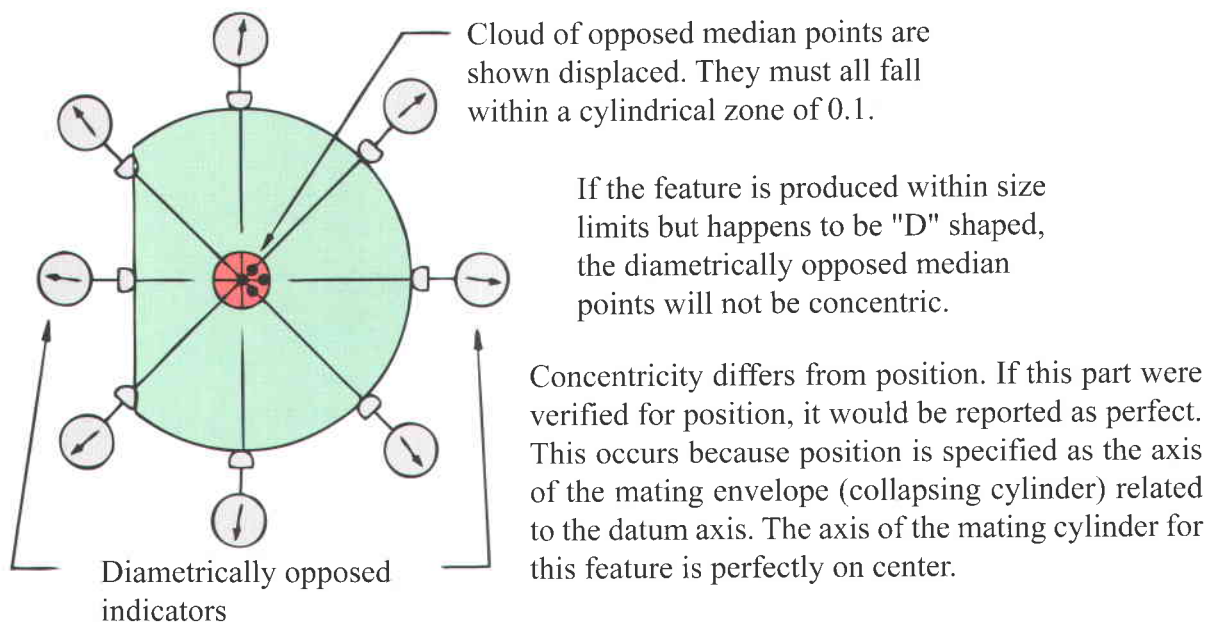 Cloud of opposed median points are
shown displaced. They must all fall
within a cylindrical zone of 0.1.
If the feature is produced within size
limits but happens to be "D" shaped,
the diametrically opposed median
points will not be concentric.
Concentricity differs from position. If this part were
verified for position, it would be reported as perfect.
This occurs because position is specified as the axis
of the mating envelope (collapsing cylinder) related
to the datum axis. The axis of the mating cylinder for
this feature is perfectly on center.
Diametrically opposed
indicators